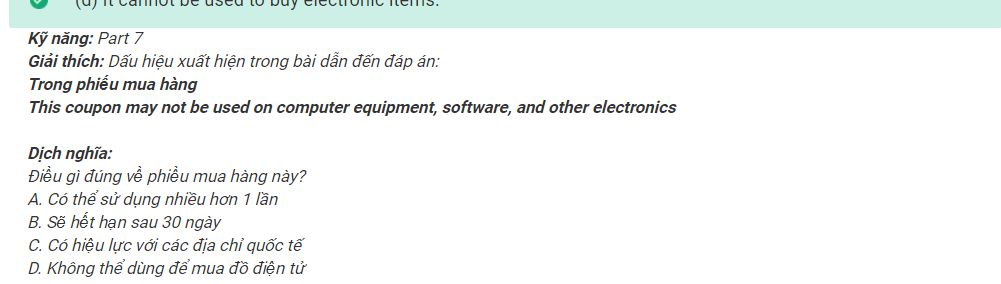 (d) It cannot be used to buy electronic items.
Kỹ năng: Part 7
Giải thích: Dấu hiệu xuất hiện trong bài dẫn đến đáp án:
Trong phiếu mua hàng
This coupon may not be used on computer equipment, software, and other electronics
Dịch nghĩa:
Điều gì đúng về phiều mua hàng này?
A. Có thể sử dụng nhiều hơn 1 lần
B. Sẽ hết hạn sau 30 ngày
C. Có hiệu lực với các địa chỉ quốc tế
D. Không thể dùng để mua đồ điện tử